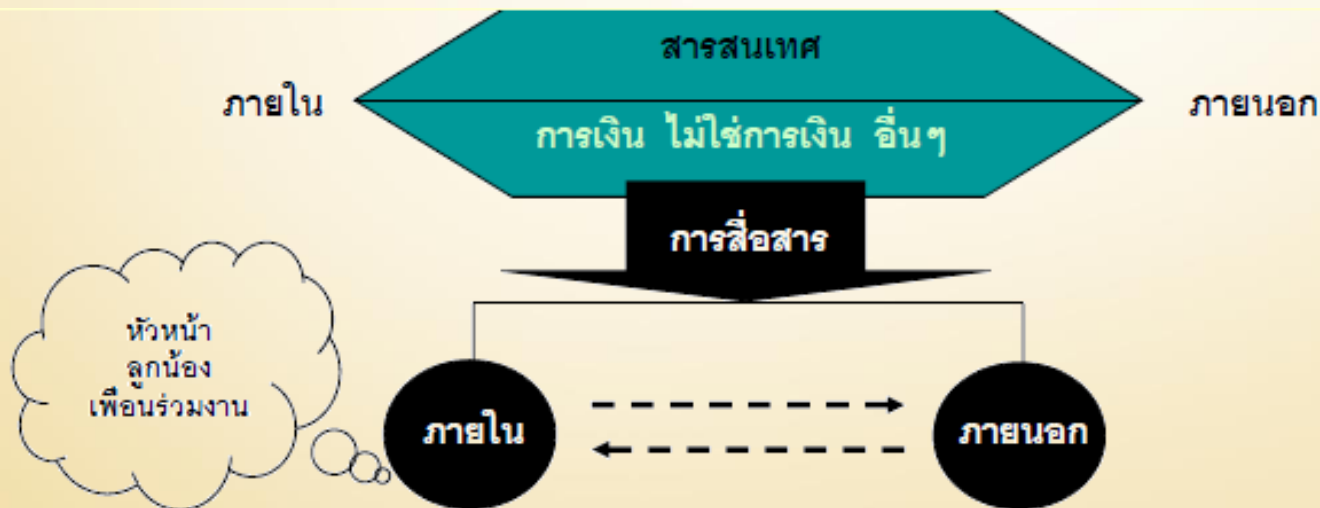 สารสนเทศ
ภายใน
ภายนอก
การเงิน ไม่ใช่การเงิน อื่นๆ
การสื่อสาร
หัวหน้า
ลูกน้อง
เพื่อนร่วมงาน
ภายใน
ภายนอก